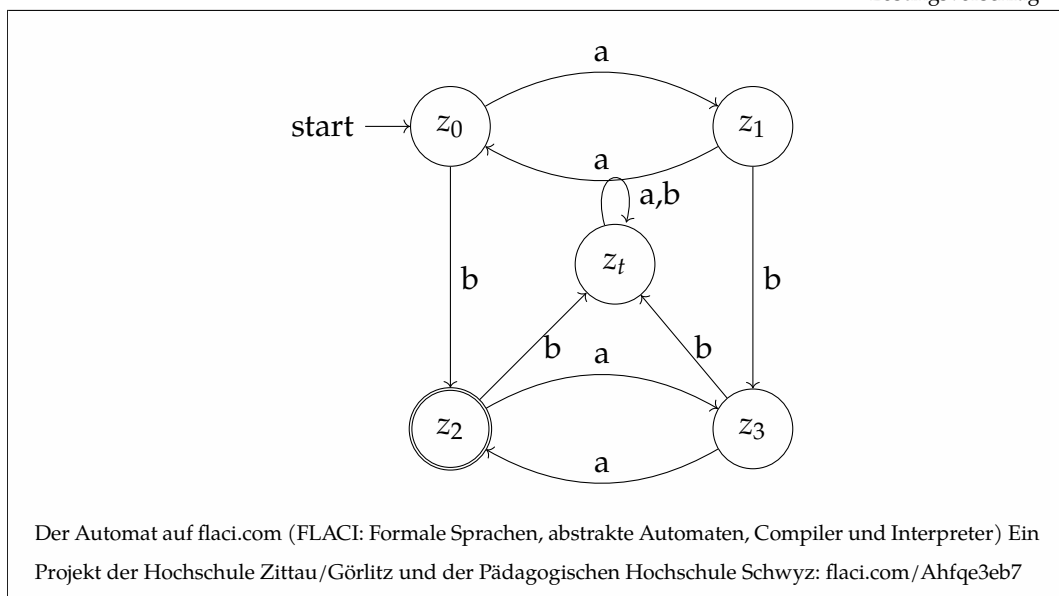 a
start
z0
z1
a
a,b
zt
b
b
b
b
a
z2
z3
a
Der Automat auf flaci.com (FLACI: Formale Sprachen, abstrakte Automaten, Compiler und Interpreter) Ein
Projekt der Hochschule Zittau/Görlitz und der Pädagogischen Hochschule Schwyz: flaci.com/Ahfqe3eb7